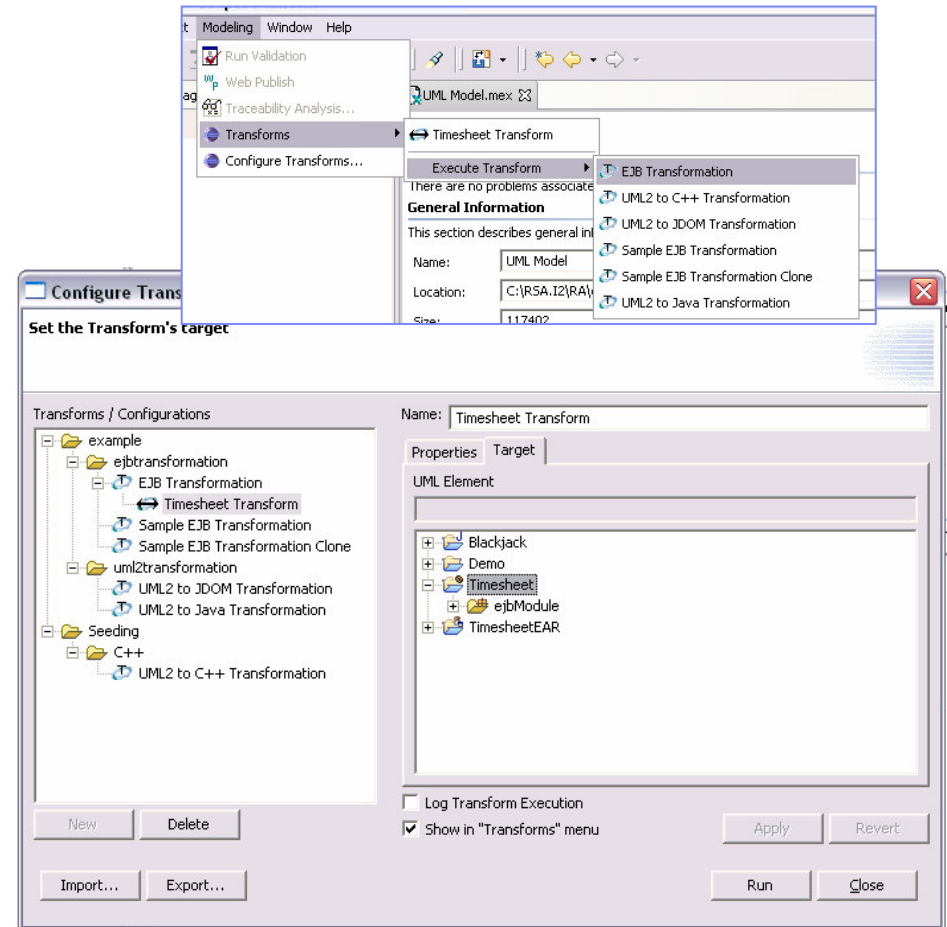 Modeling Window Help
Run Validation
Web Publish
Traceability Analysis...
Transforms
Configure Transforms...
UML Model.mex
Timesheet Transform
Execute Transform
EJB Transformation
UML2 to C++ Transformation
UML2 to JDOM Transformation
Sample EJB Transformation
Sample EJB Transformation Clone
UML2 to Java Transformation
There are no problems associate
General Information
This section describes general in
Name: UML Model
Location: C:\RSA.I2\RA\
Size: 117402
Configure Trans
Set the Transform's target
Transforms / Configurations
example
ejbtransformation
EJB Transformation
Timesheet Transform
Sample EJB Transformation
Sample EJB Transformation Clone
uml2transformation
UML2 to JDOM Transformation
UML2 to Java Transformation
Seeding
C++
UML2 to C++ Transformation
New Delete
Import... Export...
Name: Timesheet Transform
Properties Target
UML Element
Blackjack
Demo
Timesheet
ejbModule
TimesheetEAR
Log Transform Execution
Show in "Transforms" menu
Apply Revert
Run Close